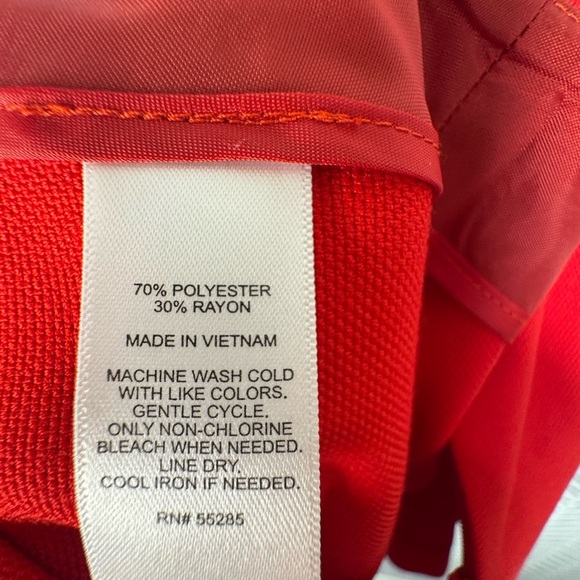 70% POLYESTER
30% RAYON
MADE IN VIETNAM
MACHINE WASH COLD
WITH LIKE COLORS.
GENTLE CYCLE.
ONLY NON-CHLORINE
BLEACH WHEN NEEDED.
LINE DRY.
COOL IRON IF NEEDED.
RN# 55285